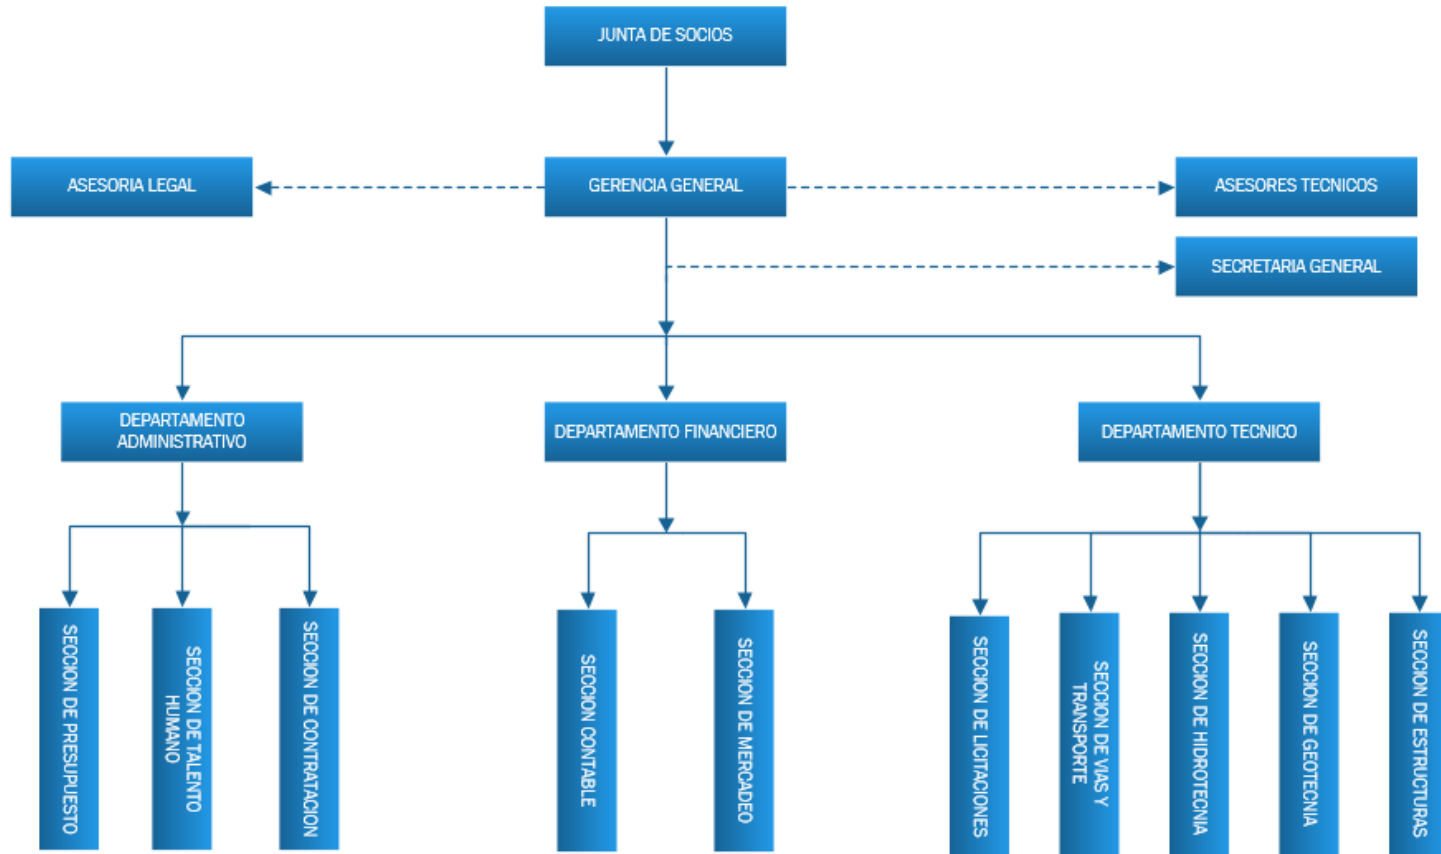 JUNTA DE SOCIOS
ASESORIA LEGAL
GERENCIA GENERAL
ASESORES TECNICOS
SECRETARIA GENERAL
DEPARTAMENTO
ADMINISTRATIVO
DEPARTAMENTO FINANCIERO
DEPARTAMENTO TECNICO
SECCION DE PRESUPUESTO
SECCION DE TALENTO
HUMANO
SECCION DE CONTRATACION
SECCION CONTABLE
SECCION DE MERCADEO
SECCION DE LICITACIONES
SECCION DE VIAS Y
TRANSPORTE
SECCION DE HIDROTECNIA
SECCION DE GEOTECNIA
SECCION DE ESTRUCTURAS